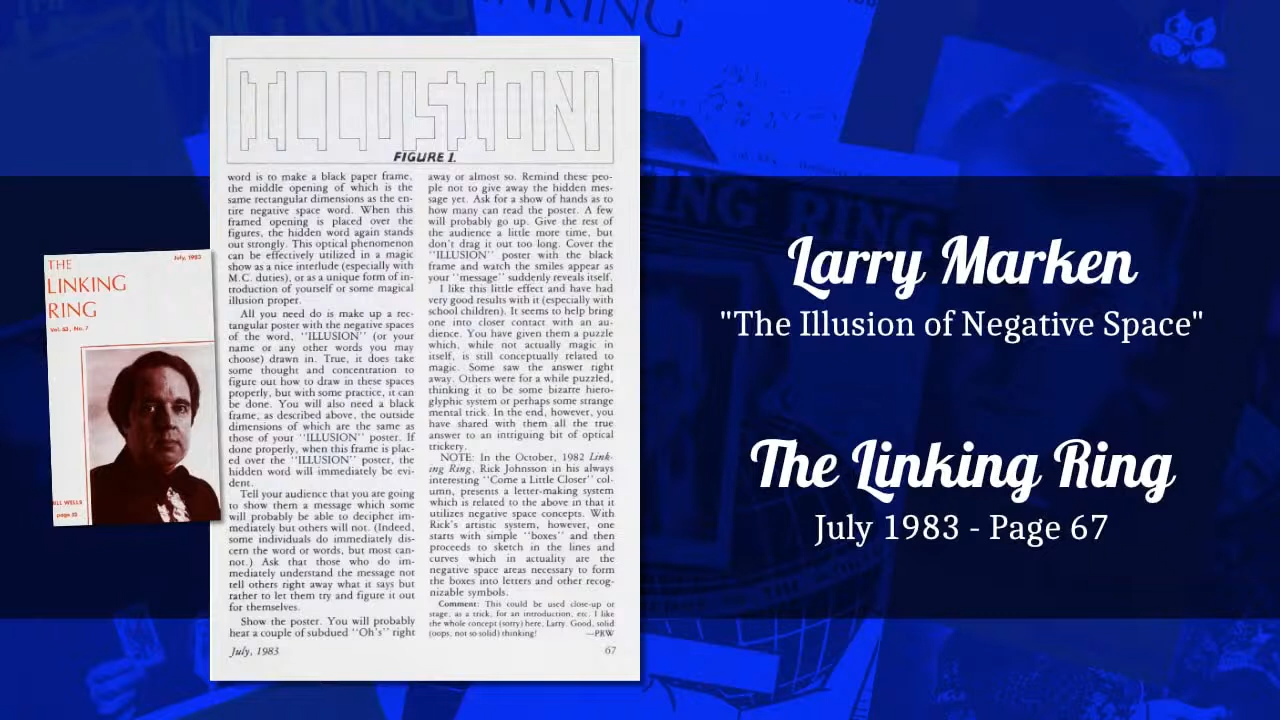 THE
LINKING
RING
July, 1983
Vol. 63, No. 7
BILL WELLS
page 35
ILLUSION
FIGURE 1.
word is to make a black paper frame,
the middle opening of which is the
same rectangular dimensions as the en-
tire negative space word. When this
framed opening is placed over the
figures, the hidden word again stands
out strongly. This optical phenomenon
can be effectively utilized in a magic
show as a nice interlude (especially with
M.C. duties), or as a unique form of in-
troduction of yourself or some magical
illusion proper.
All you need do is make up a rec-
tangular poster with the negative spaces
of the word, "ILLUSION" (or your
name or any other words you may
choose) drawn in. True, it does take
some thought and concentration to
figure out how to draw in these spaces
properly, but with some practice, it can
be done. You will also need a black
frame, as described above, the outside
dimensions of which are the same as
those of your "ILLUSION" poster. If
done properly, when this frame is plac-
ed over the "ILLUSION" poster, the
hidden word will immediately be evi-
dent.
Tell your audience that you are going
to show them a message which some
will probably be able to decipher im-
mediately but others will not. (Indeed,
some individuals do immediately dis-
cern the word or words, but most can-
not.) Ask that those who do im-
mediately understand the message not
tell others right away what it says but
rather to let them try and figure it out
for themselves.
Show the poster. You will probably
hear a couple of subdued "Oh's" right
away or almost so. Remind these peo-
ple not to give away the hidden mes-
sage yet. Ask for a show of hands as to
how many can read the poster. A few
will probably go up. Give the rest of
the audience a little more time, but
don't drag it out too long. Cover the
"ILLUSION" poster with the black
frame and watch the smiles appear as
your "message" suddenly reveals itself.
I like this little effect and have had
very good results with it (especially with
school children). It seems to help bring
one into closer contact with an au-
dience. You have given them a puzzle
which, while not actually magic in
itself, is still conceptually related to
magic. Some saw the answer right
away. Others were for a while puzzled,
thinking it to be some bizarre hiero-
glyphic system or perhaps some strange
mental trick. In the end, however, you
have shared with them all the true
answer to an intriguing bit of optical
trickery.
NOTE: In the October, 1982 Link-
ing Ring, Rick Johnsson in his always
interesting "Come a Little Closer" col-
umn, presents a letter-making system
which is related to the above in that it
utilizes negative space concepts. With
Rick's artistic system, however, one
starts with simple "boxes" and then
proceeds to sketch in the lines and
curves which in actuality are the
negative space areas necessary to form
the boxes into letters and other recog-
nizable symbols.
Comment: This could be used close-up or
stage, as a trick, for an introduction, etc. I like
the whole concept (sorry) here, Larry. Good, solid
(oops, not so solid) thinking! —PRW
July, 1983
67
Larry Marken
"The Illusion of Negative Space"
The Linking Ring
July 1983 - Page 67